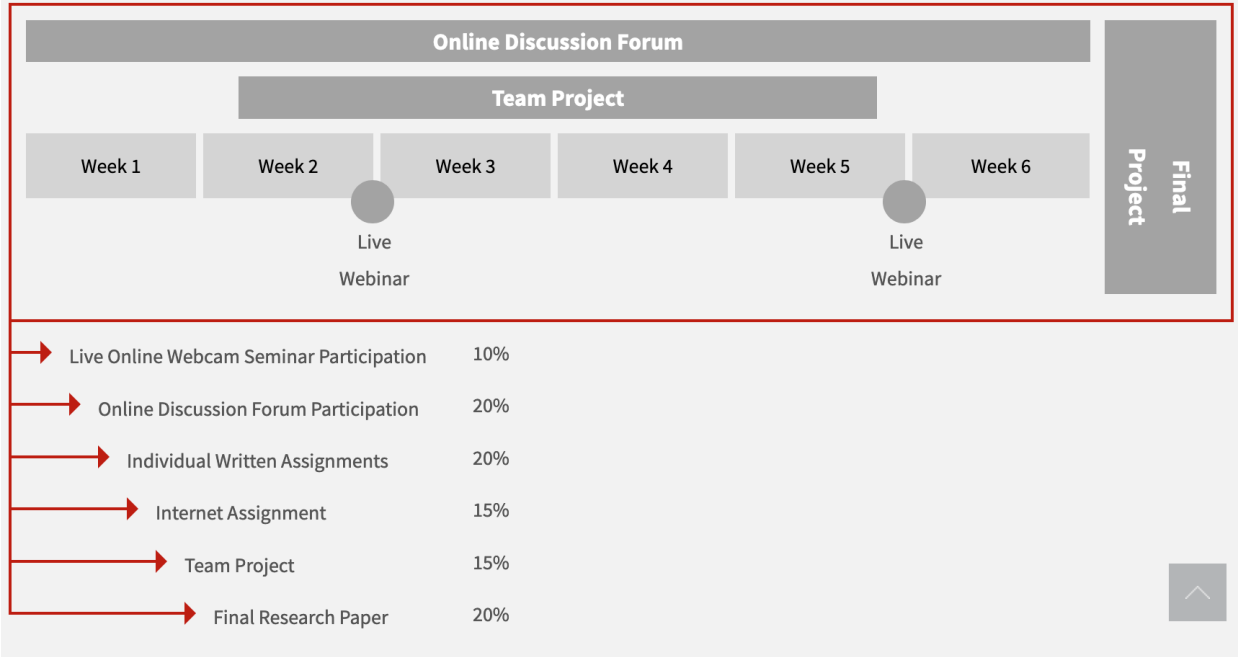 Online Discussion Forum
Team Project
Week 1
Week 2
Week 3
Week 4
Week 5
Week 6
Final
Project
Live
Webinar
Live
Webinar
Live Online Webcam Seminar Participation 10%
Online Discussion Forum Participation 20%
Individual Written Assignments 20%
Internet Assignment 15%
Team Project 15%
Final Research Paper 20%